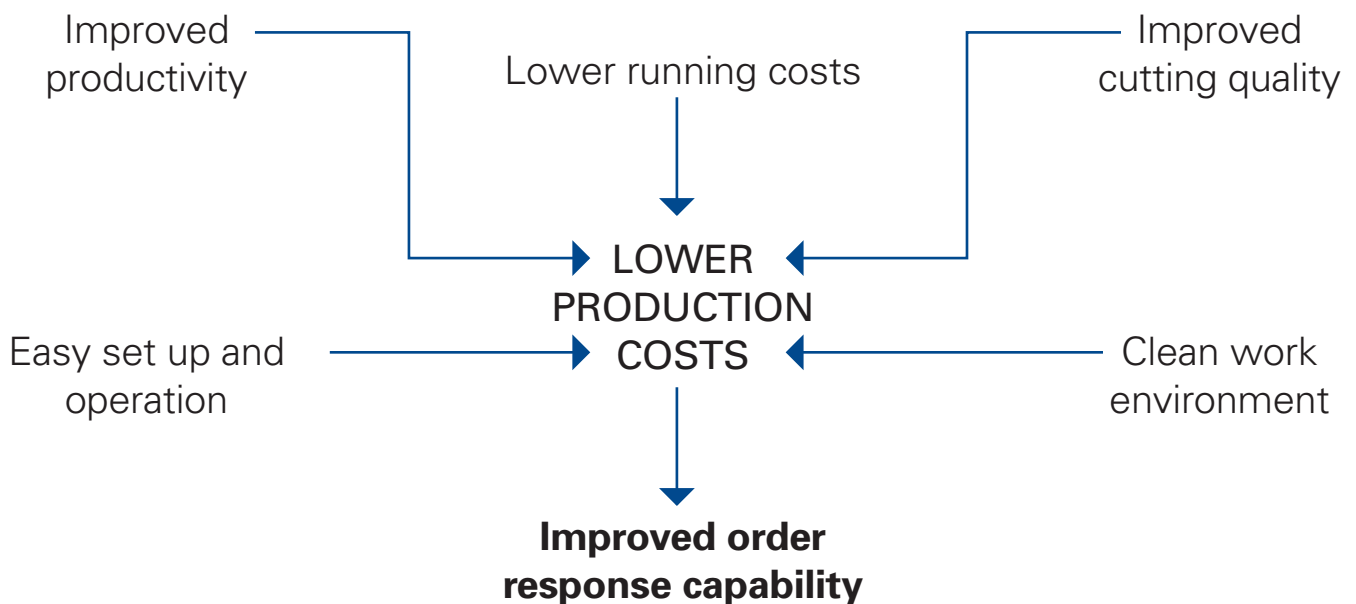 Improved
productivity
Lower running costs
Improved
cutting quality
LOWER
PRODUCTION
COSTS
Easy set up and
operation
Clean work
environment
Improved order
response capability